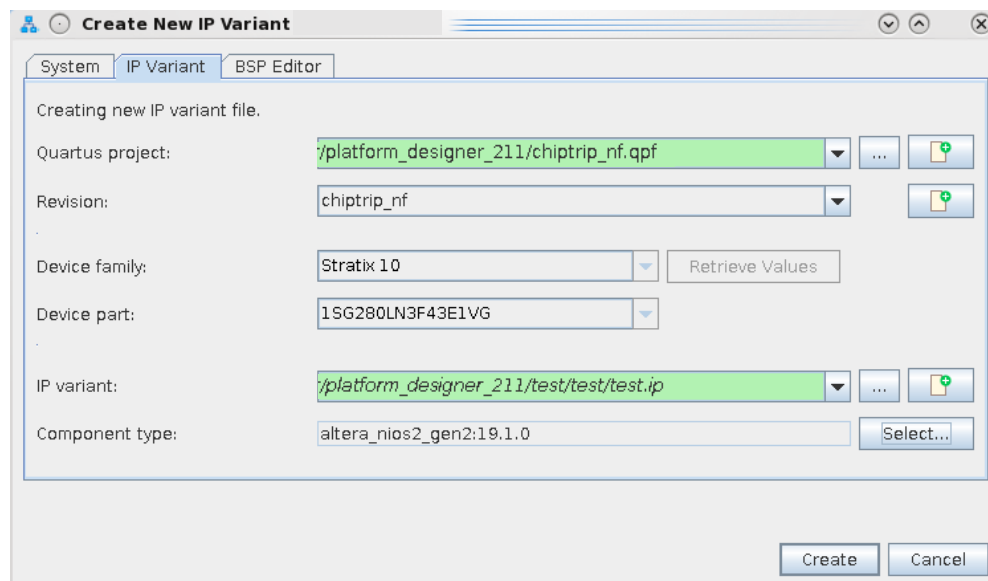 Create New IP Variant
System IP Variant BSP Editor
Creating new IP variant file.
Quartus project: :/platform_designer_211/chiptrip_nf.qpf ...
Revision: chiptrip_nf
Device family: Stratix 10 Retrieve Values
Device part: 1SG280LN3F43E1VG
IP variant: :/platform_designer_211/test/test/test.ip ...
Component type: altera_nios2_gen2:19.1.0 Select...
Create Cancel